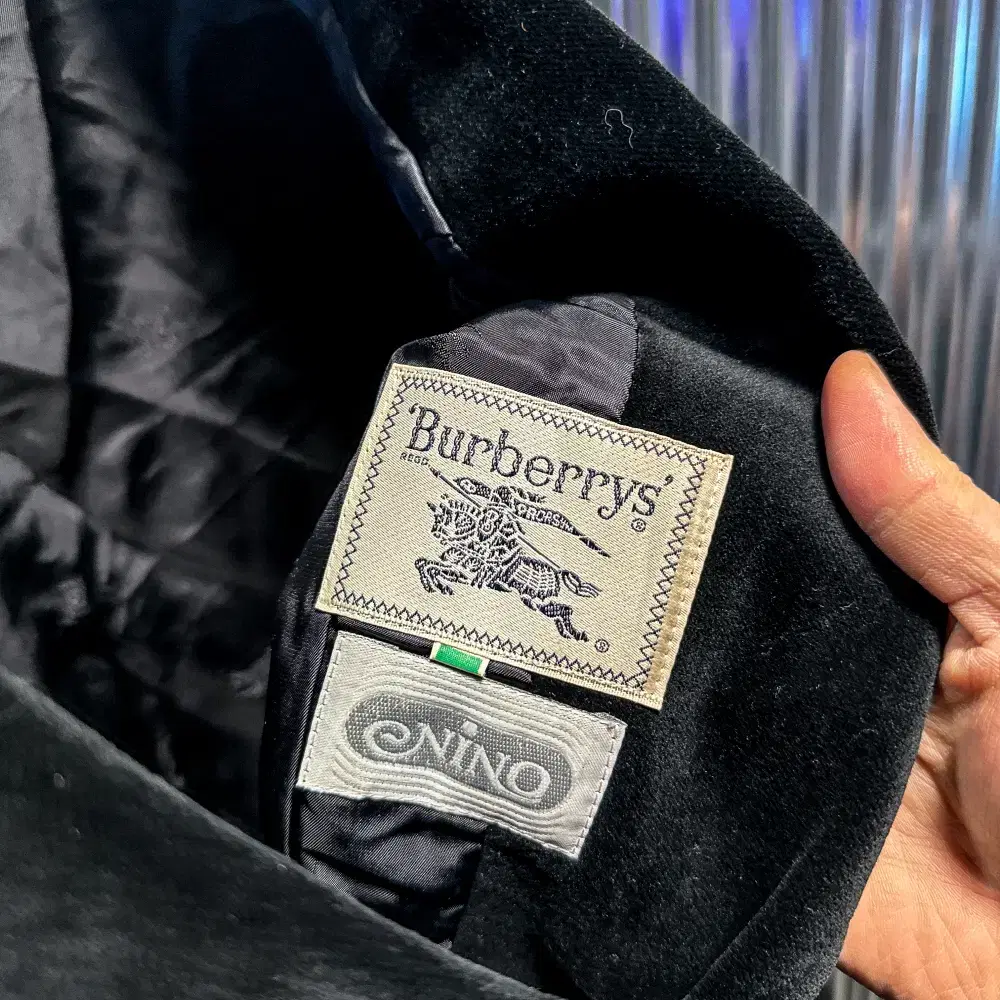 'Burberrys'
REGD.
PRORSUM
®
®
NINO